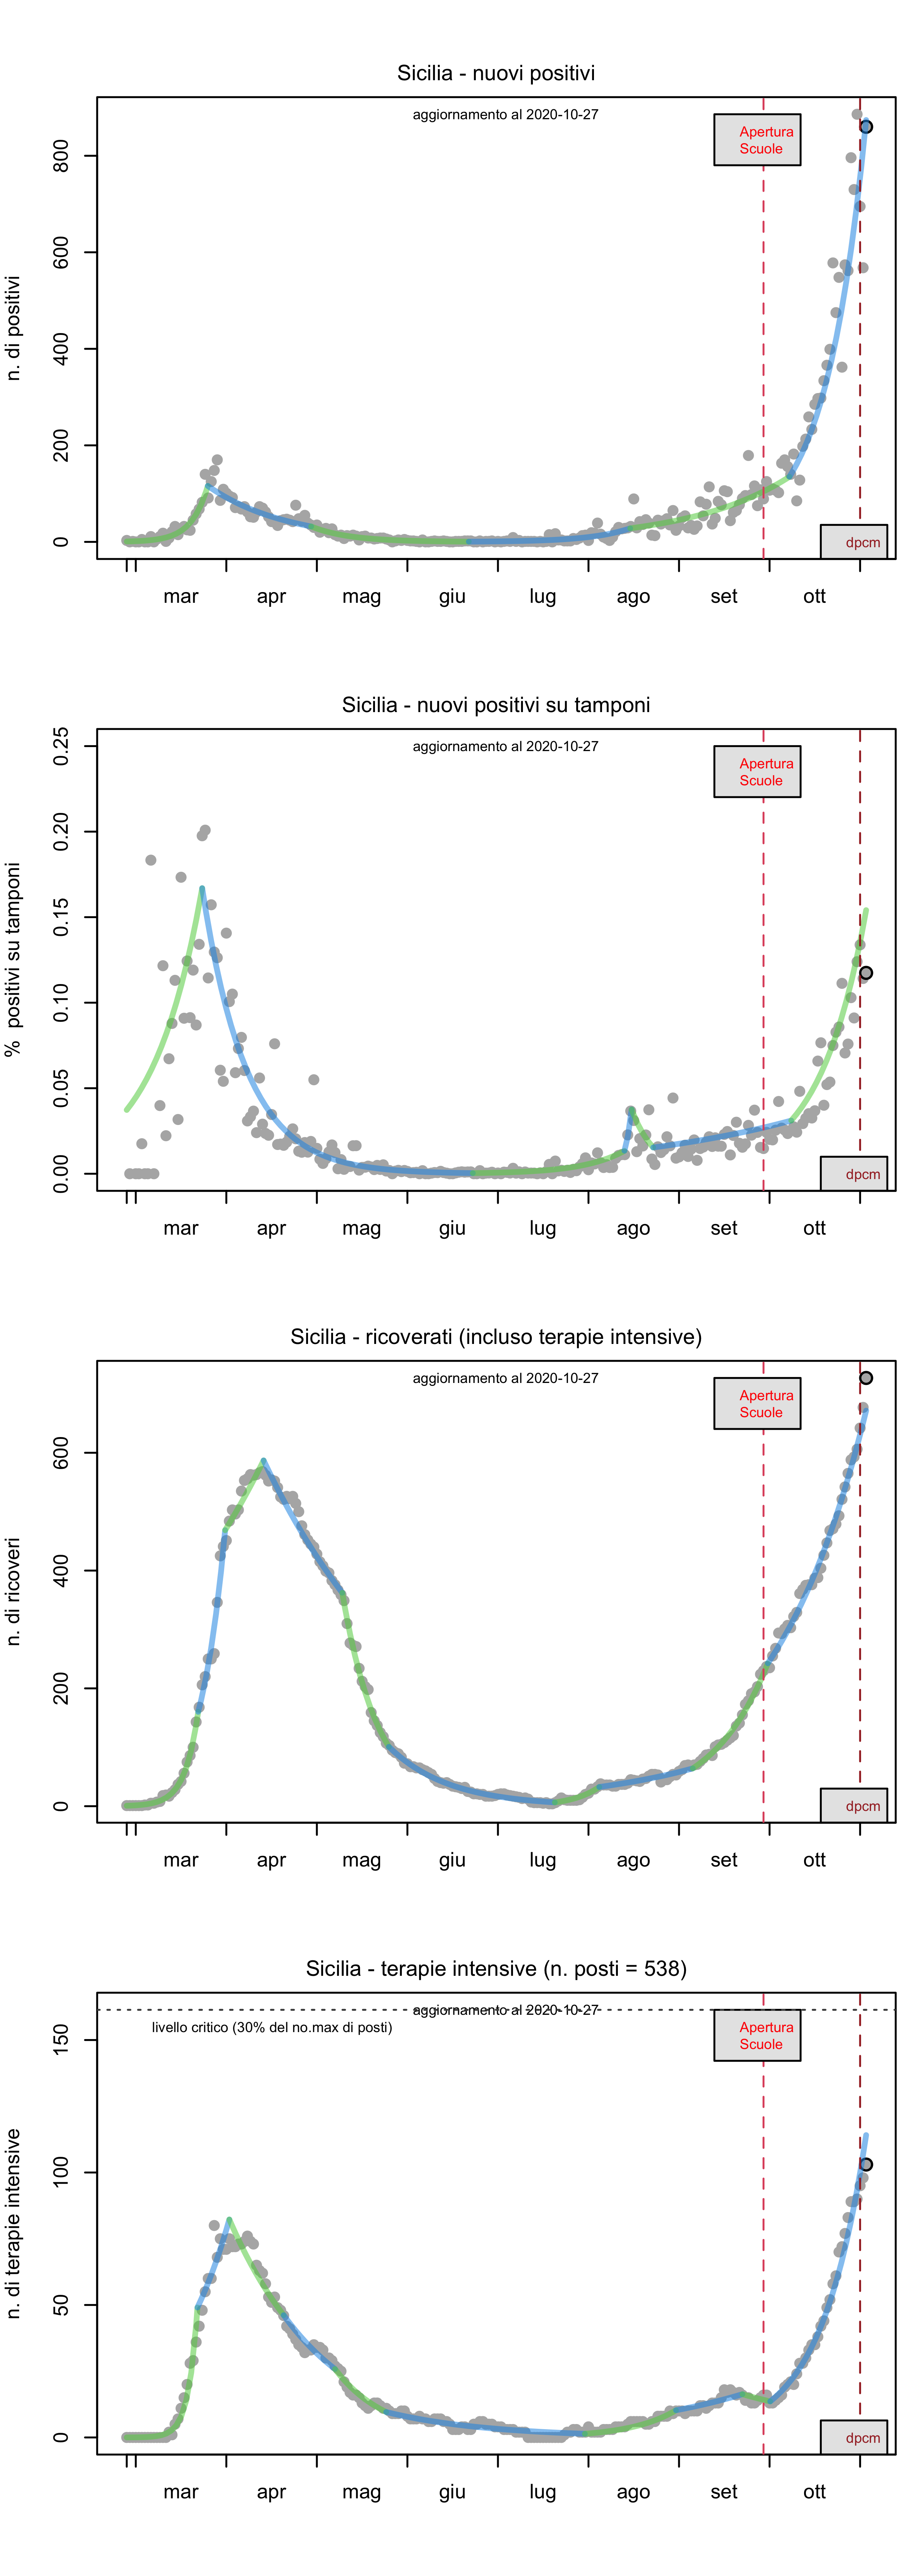 Sicilia - nuovi positivi
aggiornamento al 2020-10-27
Apertura
Scuole
800
600
400
200
0
n. di positivi
dpcm
mar apr mag giu lug ago set ott
Sicilia - nuovi positivi su tamponi
aggiornamento al 2020-10-27
Apertura
Scuole
0.25
0.20
0.15
0.10
0.05
0.00
% positivi su tamponi
dpcm
mar apr mag giu lug ago set ott
Sicilia - ricoverati (incluso terapie intensive)
aggiornamento al 2020-10-27
Apertura
Scuole
600
400
200
0
n. di ricoveri
dpcm
mar apr mag giu lug ago set ott
Sicilia - terapie intensive (n. posti = 538)
aggiornamento al 2020-10-27
livello critico (30% del no.max di posti)
Apertura
Scuole
150
100
50
0
n. di terapie intensive
dpcm
mar apr mag giu lug ago set ott